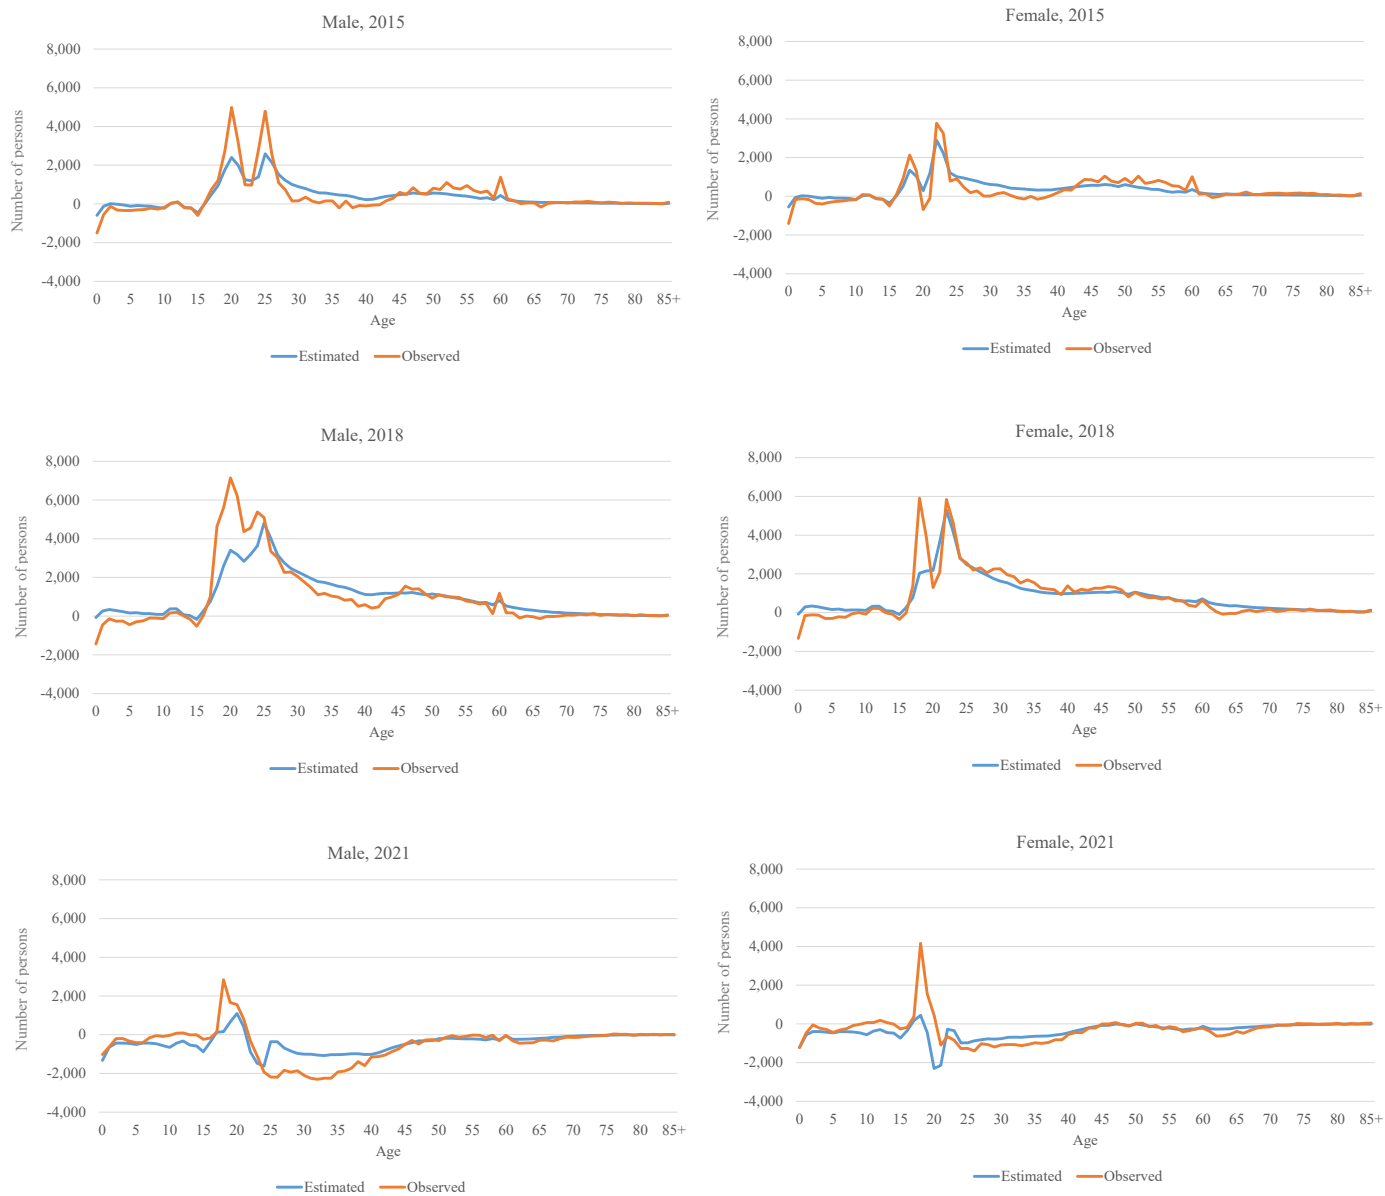 Male, 2015
8,000
6,000
4,000
2,000
0
-2,000
-4,000
Number of persons
0 5 10 15 20 25 30 35 40 45 50 55 60 65 70 75 80 85+
Age
Estimated Observed
Female, 2015
8,000
6,000
4,000
2,000
0
-2,000
-4,000
Number of persons
0 5 10 15 20 25 30 35 40 45 50 55 60 65 70 75 80 85+
Age
Estimated Observed
Male, 2018
8,000
6,000
4,000
2,000
0
-2,000
-4,000
Number of persons
0 5 10 15 20 25 30 35 40 45 50 55 60 65 70 75 80 85+
Age
Estimated Observed
Female, 2018
8,000
6,000
4,000
2,000
0
-2,000
-4,000
Number of persons
0 5 10 15 20 25 30 35 40 45 50 55 60 65 70 75 80 85+
Age
Estimated Observed
Male, 2021
8,000
6,000
4,000
2,000
0
-2,000
-4,000
Number of persons
0 5 10 15 20 25 30 35 40 45 50 55 60 65 70 75 80 85+
Age
Estimated Observed
Female, 2021
8,000
6,000
4,000
2,000
0
-2,000
-4,000
Number of persons
0 5 10 15 20 25 30 35 40 45 50 55 60 65 70 75 80 85+
Age
Estimated Observed